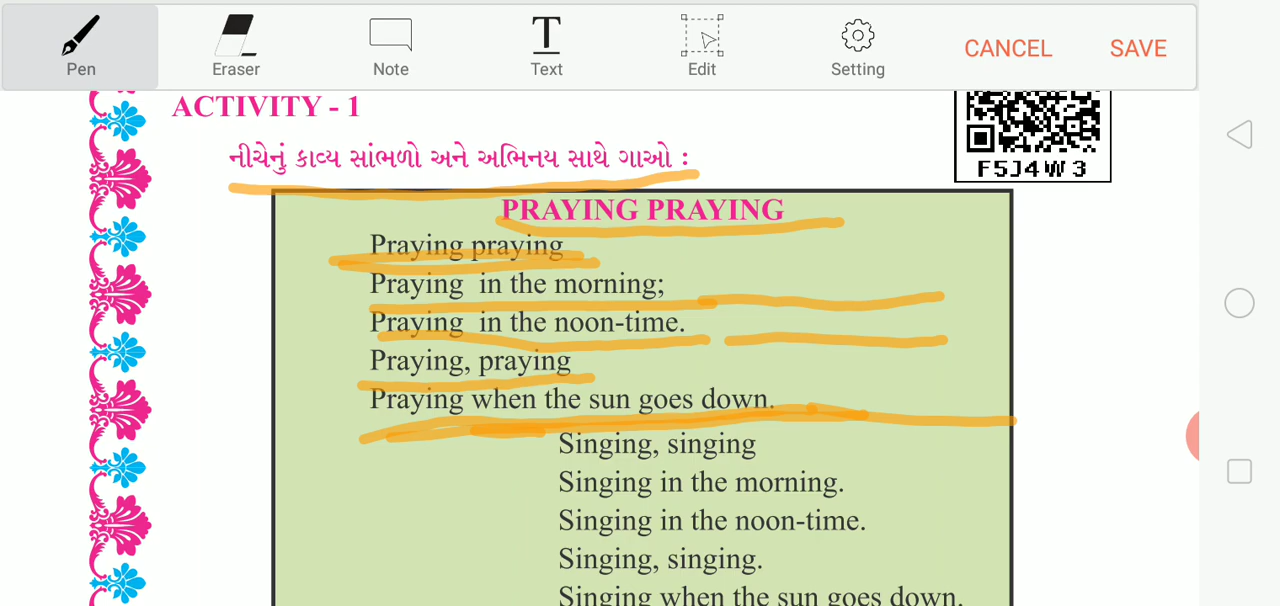 Pen
Eraser
Note
Text
Edit
Setting
CANCEL
SAVE
ACTIVITY - 1
F5J4W3
નીચેનું કાવ્ય સાંભળો અને અભિનય સાથે ગાઓ :
PRAYING PRAYING
Praying praying
Praying in the morning;
Praying in the noon-time.
Praying, praying
Praying when the sun goes down.
Singing, singing
Singing in the morning.
Singing in the noon-time.
Singing, singing.
Singing when the sun goes down.